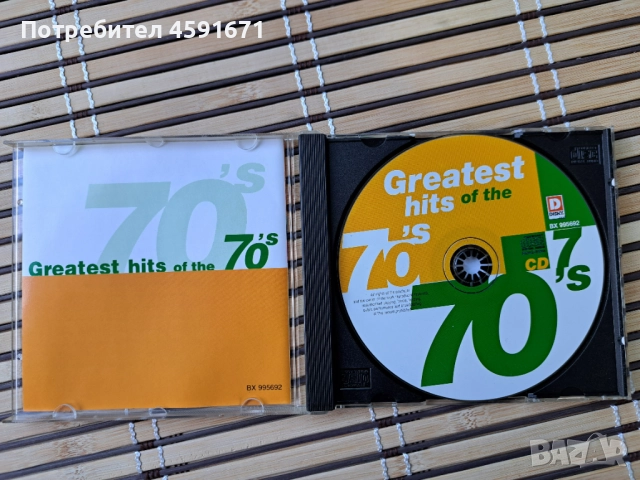 Потребител 4591671
70's
Greatest hits of the 70's
BX 995692
Greatest
hits of the
70's
D
BX 995692
CD 7
70's
BAZAR